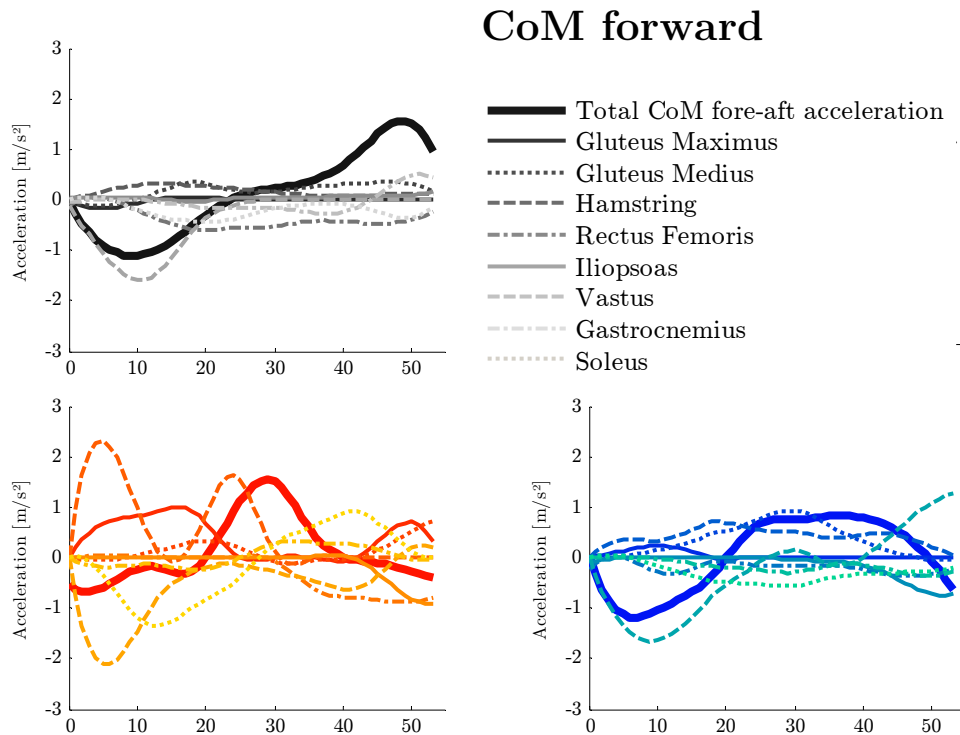 CoM forward
3
2
1
0
-1
-2
-3
Acceleration [m/s²]
0 10 20 30 40 50
Total CoM fore-aft acceleration
Gluteus Maximus
Gluteus Medius
Hamstring
Rectus Femoris
Iliopsoas
Vastus
Gastrocnemius
Soleus
3
2
1
0
-1
-2
-3
Acceleration [m/s²]
0 10 20 30 40 50
3
2
1
0
-1
-2
-3
Acceleration [m/s²]
0 10 20 30 40 50